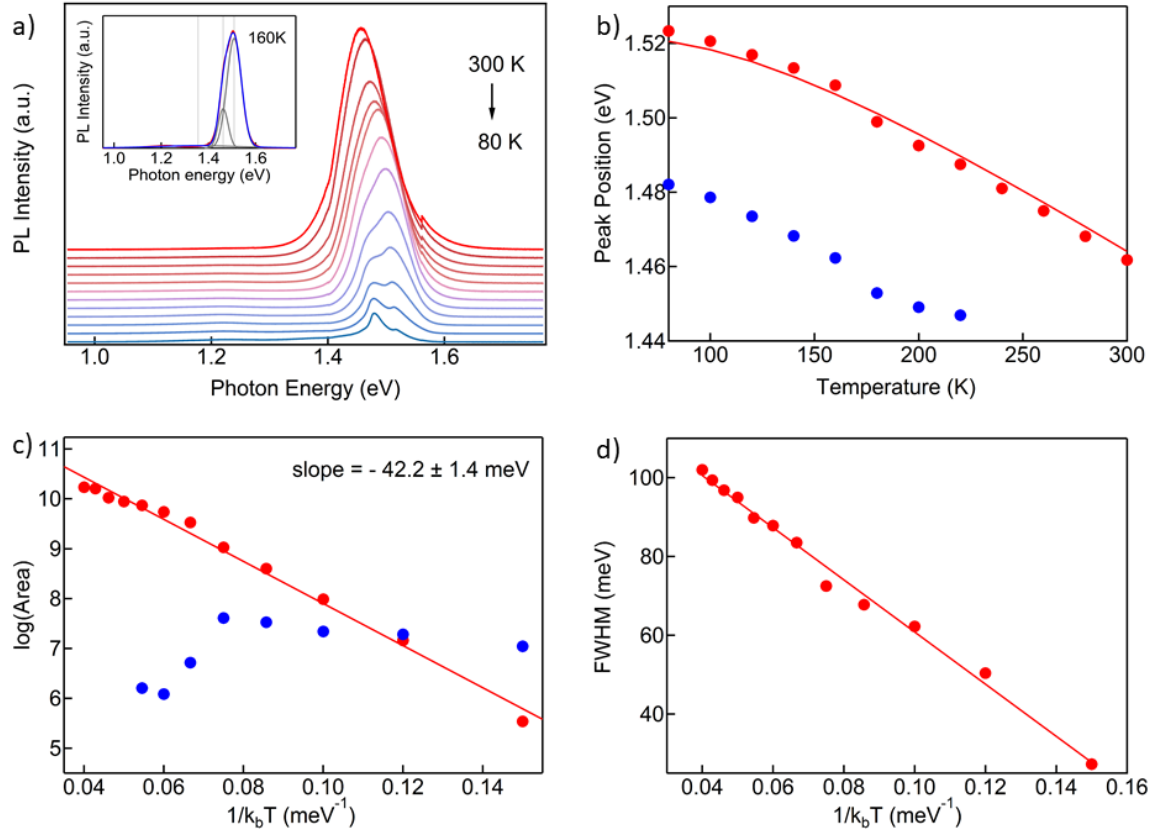 a)
PL Intensity (a.u.)
PL Intensity (a.u.)
160K
1.0 1.2 1.4 1.6
Photon energy (eV)
300 K
80 K
1.0 1.2 1.4 1.6
Photon Energy (eV)
b)
Peak Position (eV)
1.52
1.50
1.48
1.46
1.44
100 150 200 250 300
Temperature (K)
c)
log(Area)
11
10
9
8
7
6
5
slope = - 42.2 ± 1.4 meV
0.04 0.06 0.08 0.10 0.12 0.14
1/kbT (meV⁻¹)
d)
FWHM (meV)
100
80
60
40
0.04 0.06 0.08 0.10 0.12 0.14 0.16
1/kbT (meV⁻¹)